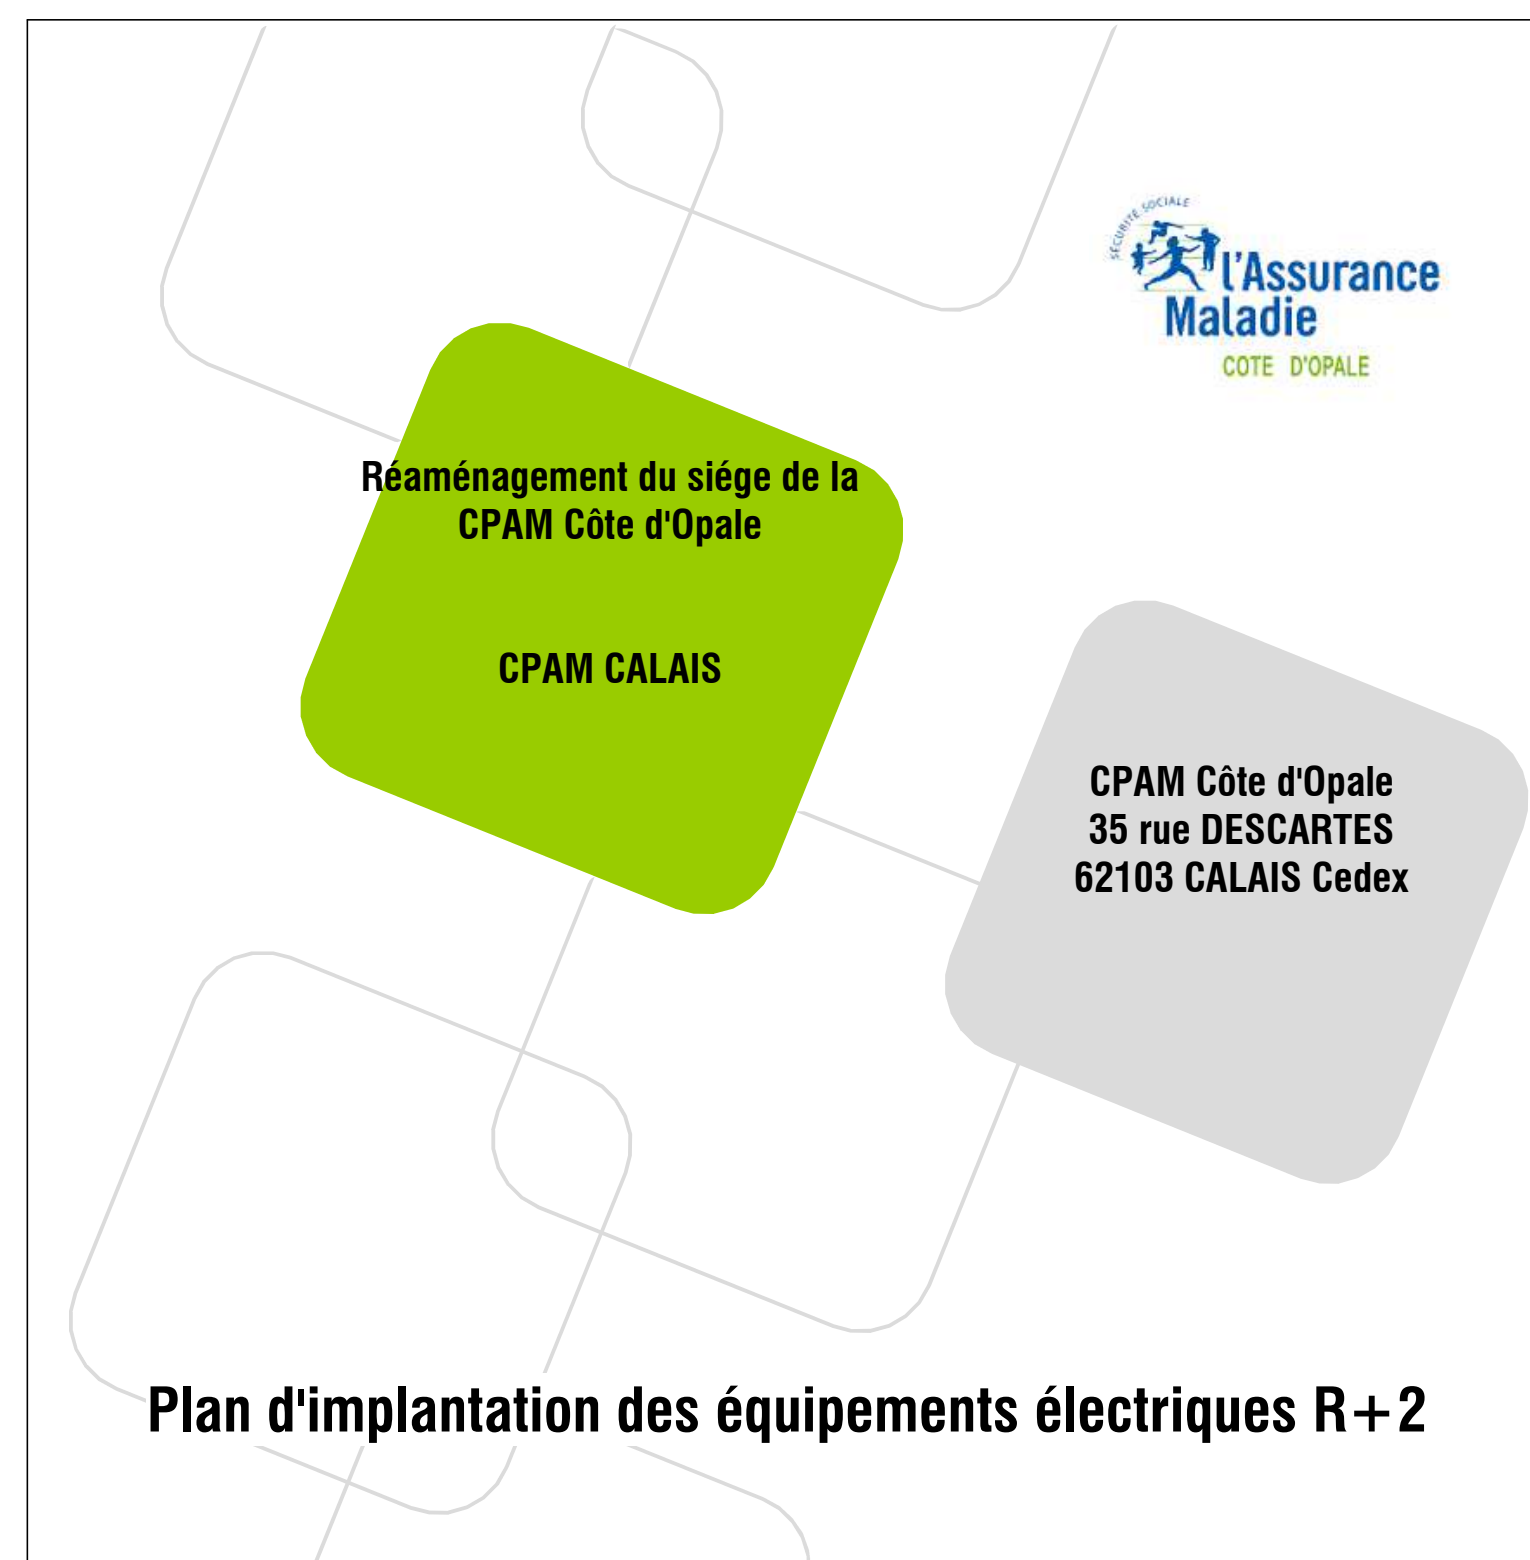 SÉCURITÉ SOCIALE
l'Assurance
Maladie
COTE D'OPALE
Réaménagement du siége de la
CPAM Côte d'Opale
CPAM CALAIS
CPAM Côte d'Opale
35 rue DESCARTES
62103 CALAIS Cedex
Plan d'implantation des équipements électriques R+2